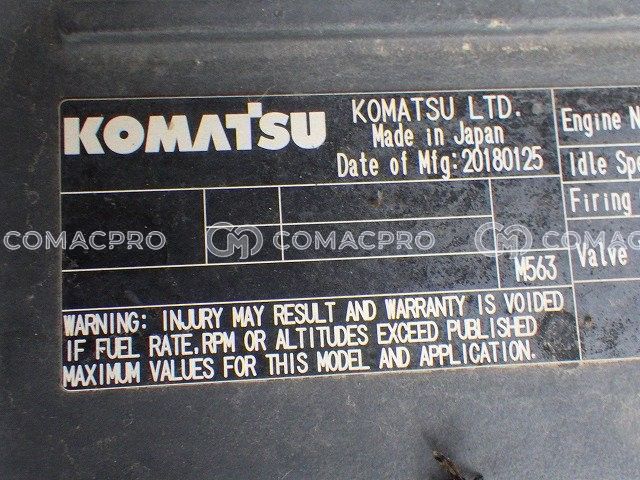 KOMATSU
KOMATSU LTD.
Made in Japan
Date of Mfg:20180125
M563
WARNING: INJURY MAY RESULT AND WARRANTY IS VOIDED
IF FUEL RATE,RPM OR ALTITUDES EXCEED PUBLISHED
MAXIMUM VALUES FOR THIS MODEL AND APPLICATION.
Engine N
Idle Spe
Firing
Valve
COMACPRO
COMACPRO
COMACPRO